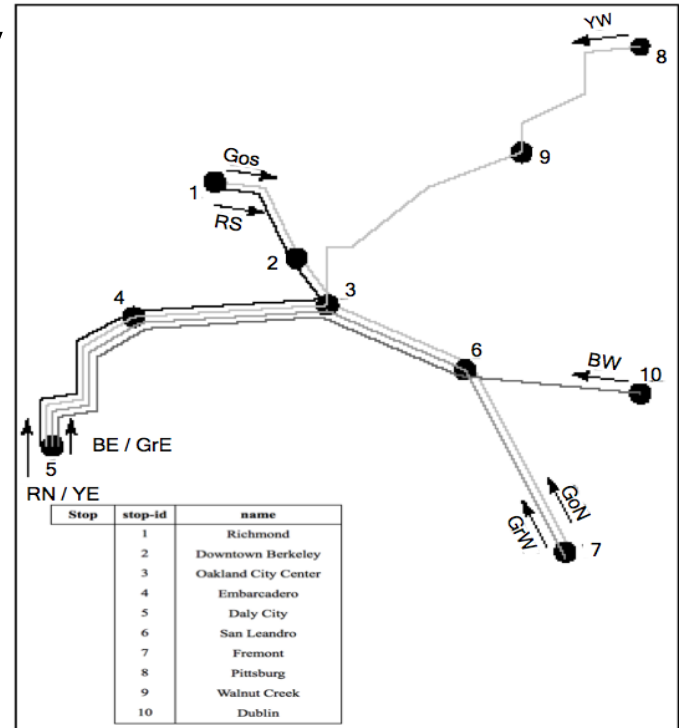 YW
8
9
Gos
1
RS
2
3
4
6
BW
10
BE / GrE
5
RN / YE
GoN
GrW
7
Stop stop-id name
1 Richmond
2 Downtown Berkeley
3 Oakland City Center
4 Embarcadero
5 Daly City
6 San Leandro
7 Fremont
8 Pittsburg
9 Walnut Creek
10 Dublin